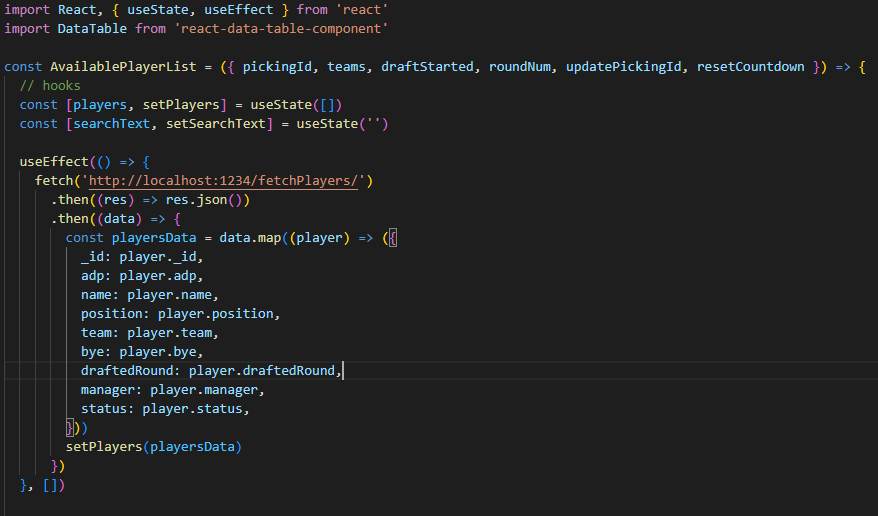 import React, { useState, useEffect } from 'react'
import DataTable from 'react-data-table-component'
const AvailablePlayerList = ({ pickingId, teams, draftStarted, roundNum, updatePickingId, resetCountdown }) => {
// hooks
const [players, setPlayers] = useState([])
const [searchText, setSearchText] = useState('')
useEffect(() => {
fetch('http://localhost:1234/fetchPlayers/')
.then((res) => res.json())
.then((data) => {
const playersData = data.map((player) => ({
_id: player._id,
adp: player.adp,
name: player.name,
position: player.position,
team: player.team,
bye: player.bye,
draftedRound: player.draftedRound,
manager: player.manager,
status: player.status,
}))
setPlayers(playersData)
})
}, [])